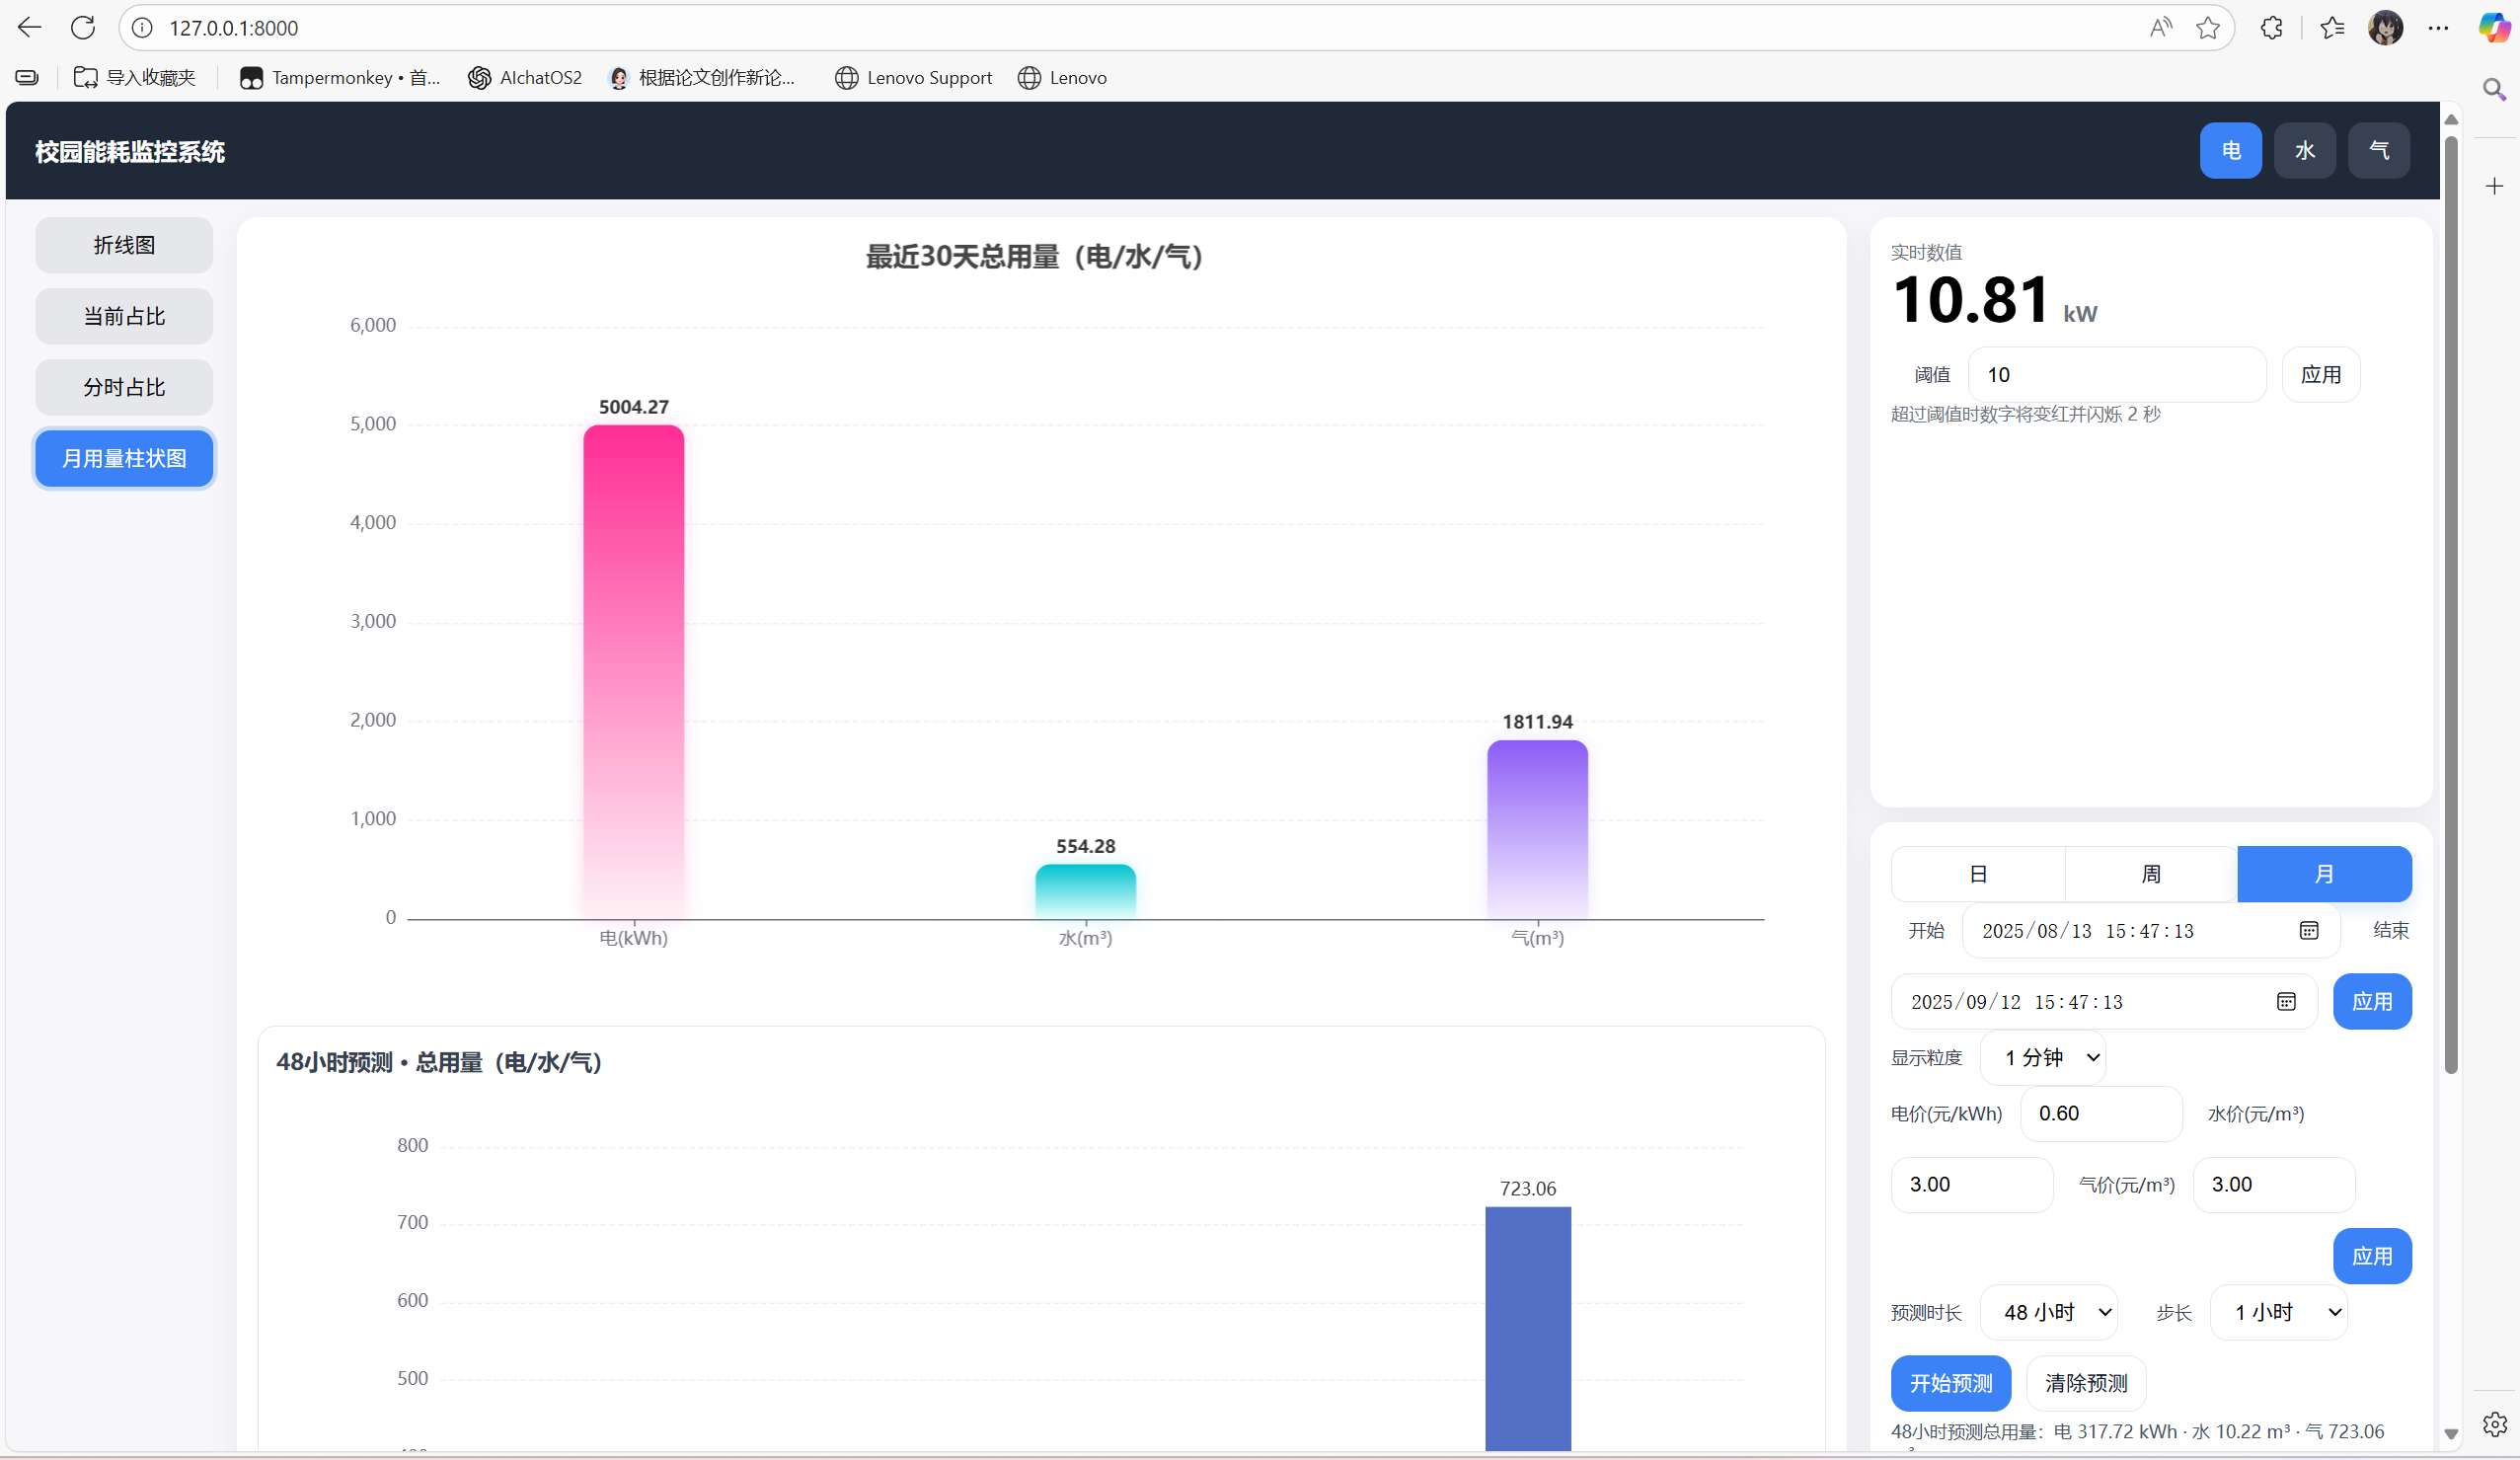 127.0.0.1:8000
导入收藏夹 Tampermonkey • 首... AIchatOS2 根据论文创作新论... Lenovo Support Lenovo
校园能耗监控系统 电 水 气
折线图
当前占比
分时占比
月用量柱状图
最近30天总用量（电/水/气）
6,000
5,000
4,000
3,000
2,000
1,000
0
5004.27
554.28
1811.94
电(kWh) 水(m³) 气(m³)
48小时预测 • 总用量（电/水/气）
800
700
600
500
723.06
实时数值
10.81 kW
阈值 10 应用
超过阈值时数字将变红并闪烁 2 秒
日 周 月
开始 2025/08/13 15:47:13 结束
2025/09/12 15:47:13 应用
显示粒度 1 分钟
电价(元/kWh) 0.60 水价(元/m³)
3.00 气价(元/m³) 3.00
应用
预测时长 48 小时 步长 1 小时
开始预测 清除预测
48小时预测总用量：电 317.72 kWh · 水 10.22 m³ · 气 723.06